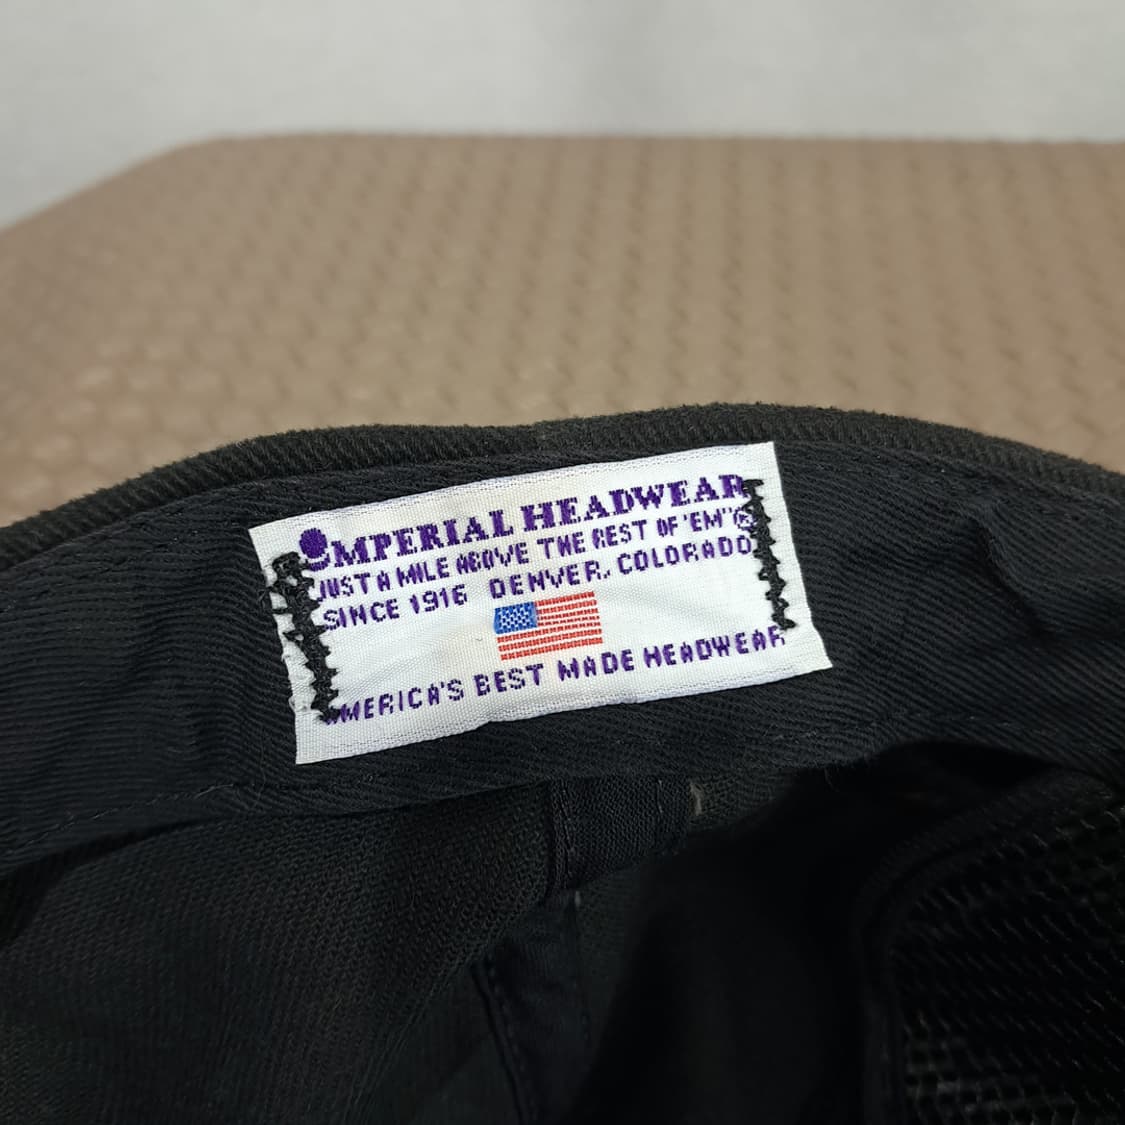 IMPERIAL HEADWEAR
JUST A MILE ABOVE THE REST OF 'EM"®
SINCE 1916 DENVER, COLORADO
AMERICA'S BEST MADE HEADWEAR